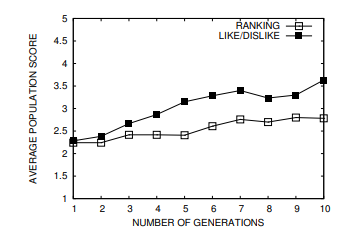 5
RANKING
LIKE/DISLIKE
4.5
4
3.5
3
2.5
2
1.5
1
AVERAGE POPULATION SCORE
1 2 3 4 5 6 7 8 9 10
NUMBER OF GENERATIONS